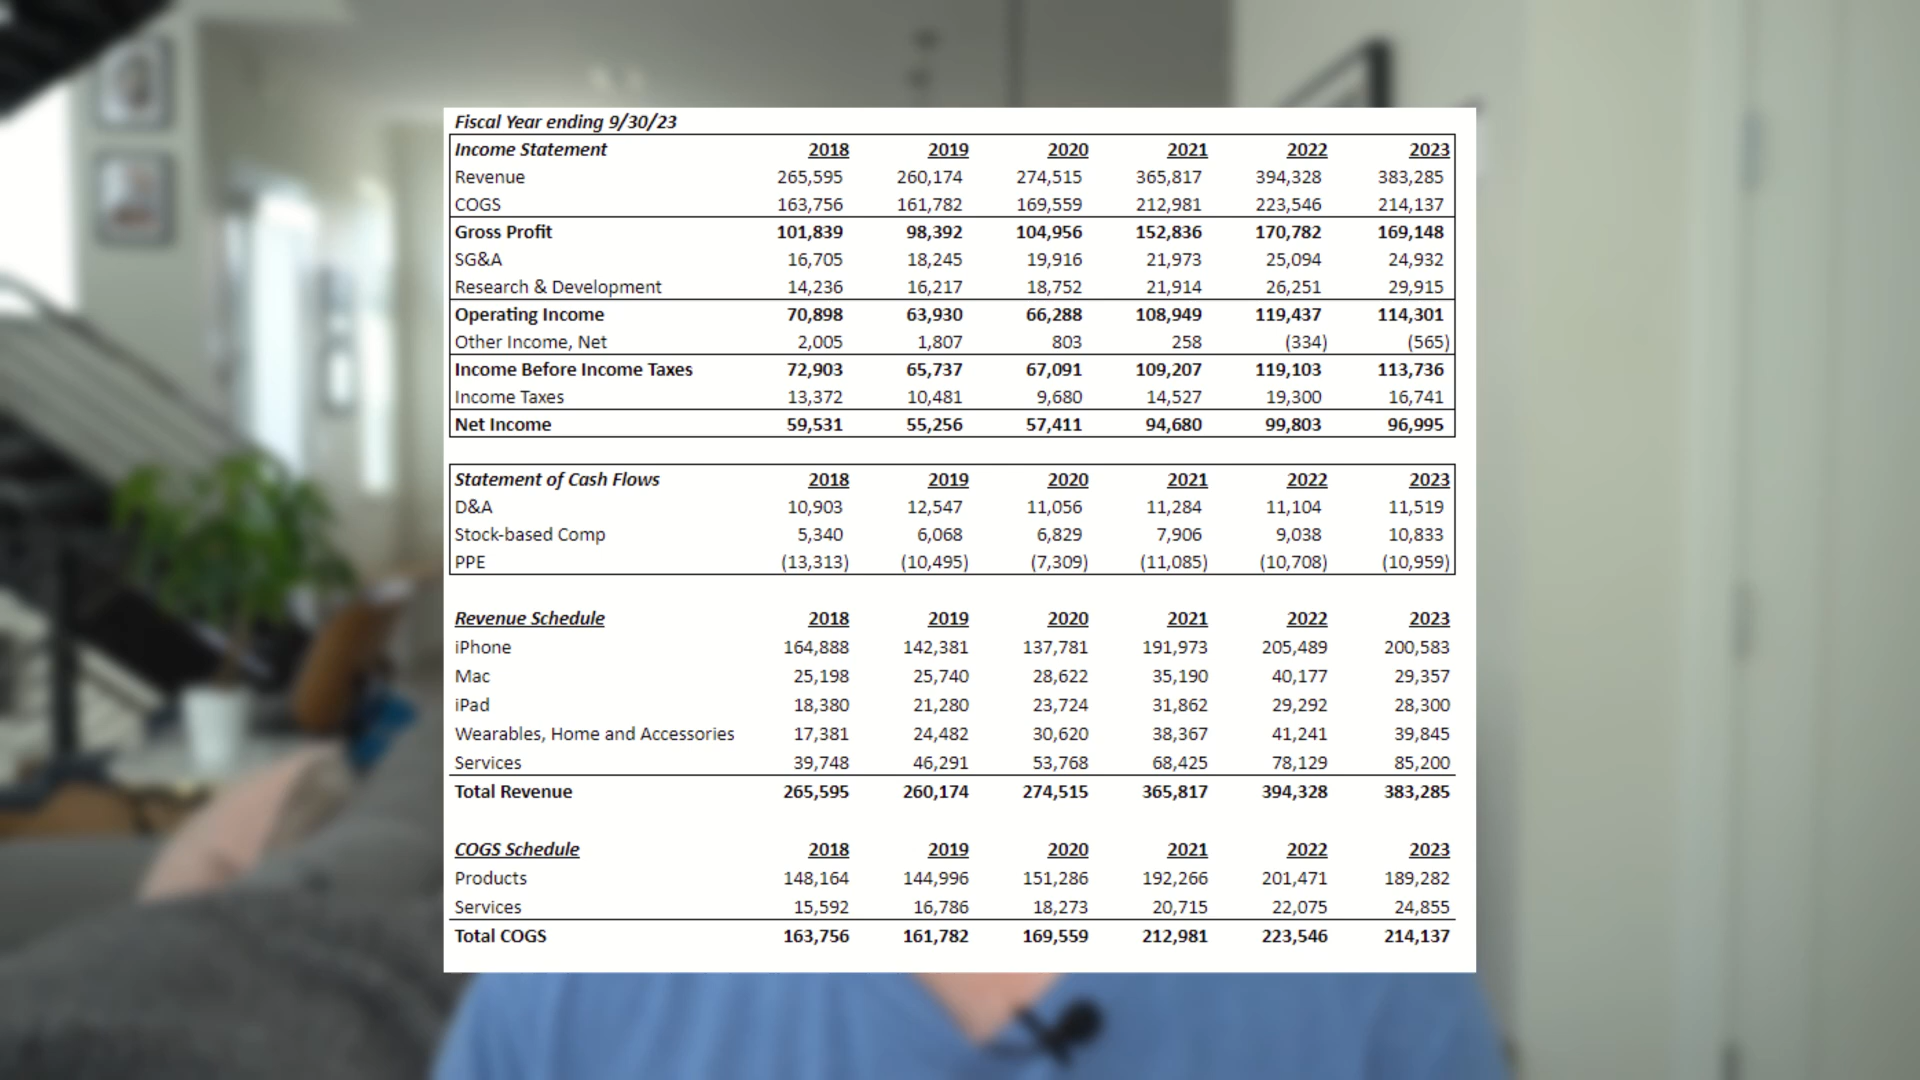 Fiscal Year ending 9/30/23
Income Statement 2018 2019 2020 2021 2022 2023
Revenue 265,595 260,174 274,515 365,817 394,328 383,285
COGS 163,756 161,782 169,559 212,981 223,546 214,137
Gross Profit 101,839 98,392 104,956 152,836 170,782 169,148
SG&A 16,705 18,245 19,916 21,973 25,094 24,932
Research & Development 14,236 16,217 18,752 21,914 26,251 29,915
Operating Income 70,898 63,930 66,288 108,949 119,437 114,301
Other Income, Net 2,005 1,807 803 258 (334) (565)
Income Before Income Taxes 72,903 65,737 67,091 109,207 119,103 113,736
Income Taxes 13,372 10,481 9,680 14,527 19,300 16,741
Net Income 59,531 55,256 57,411 94,680 99,803 96,995
Statement of Cash Flows 2018 2019 2020 2021 2022 2023
D&A 10,903 12,547 11,056 11,284 11,104 11,519
Stock-based Comp 5,340 6,068 6,829 7,906 9,038 10,833
PPE (13,313) (10,495) (7,309) (11,085) (10,708) (10,959)
Revenue Schedule 2018 2019 2020 2021 2022 2023
iPhone 164,888 142,381 137,781 191,973 205,489 200,583
Mac 25,198 25,740 28,622 35,190 40,177 29,357
iPad 18,380 21,280 23,724 31,862 29,292 28,300
Wearables, Home and Accessories 17,381 24,482 30,620 38,367 41,241 39,845
Services 39,748 46,291 53,768 68,425 78,129 85,200
Total Revenue 265,595 260,174 274,515 365,817 394,328 383,285
COGS Schedule 2018 2019 2020 2021 2022 2023
Products 148,164 144,996 151,286 192,266 201,471 189,282
Services 15,592 16,786 18,273 20,715 22,075 24,855
Total COGS 163,756 161,782 169,559 212,981 223,546 214,137